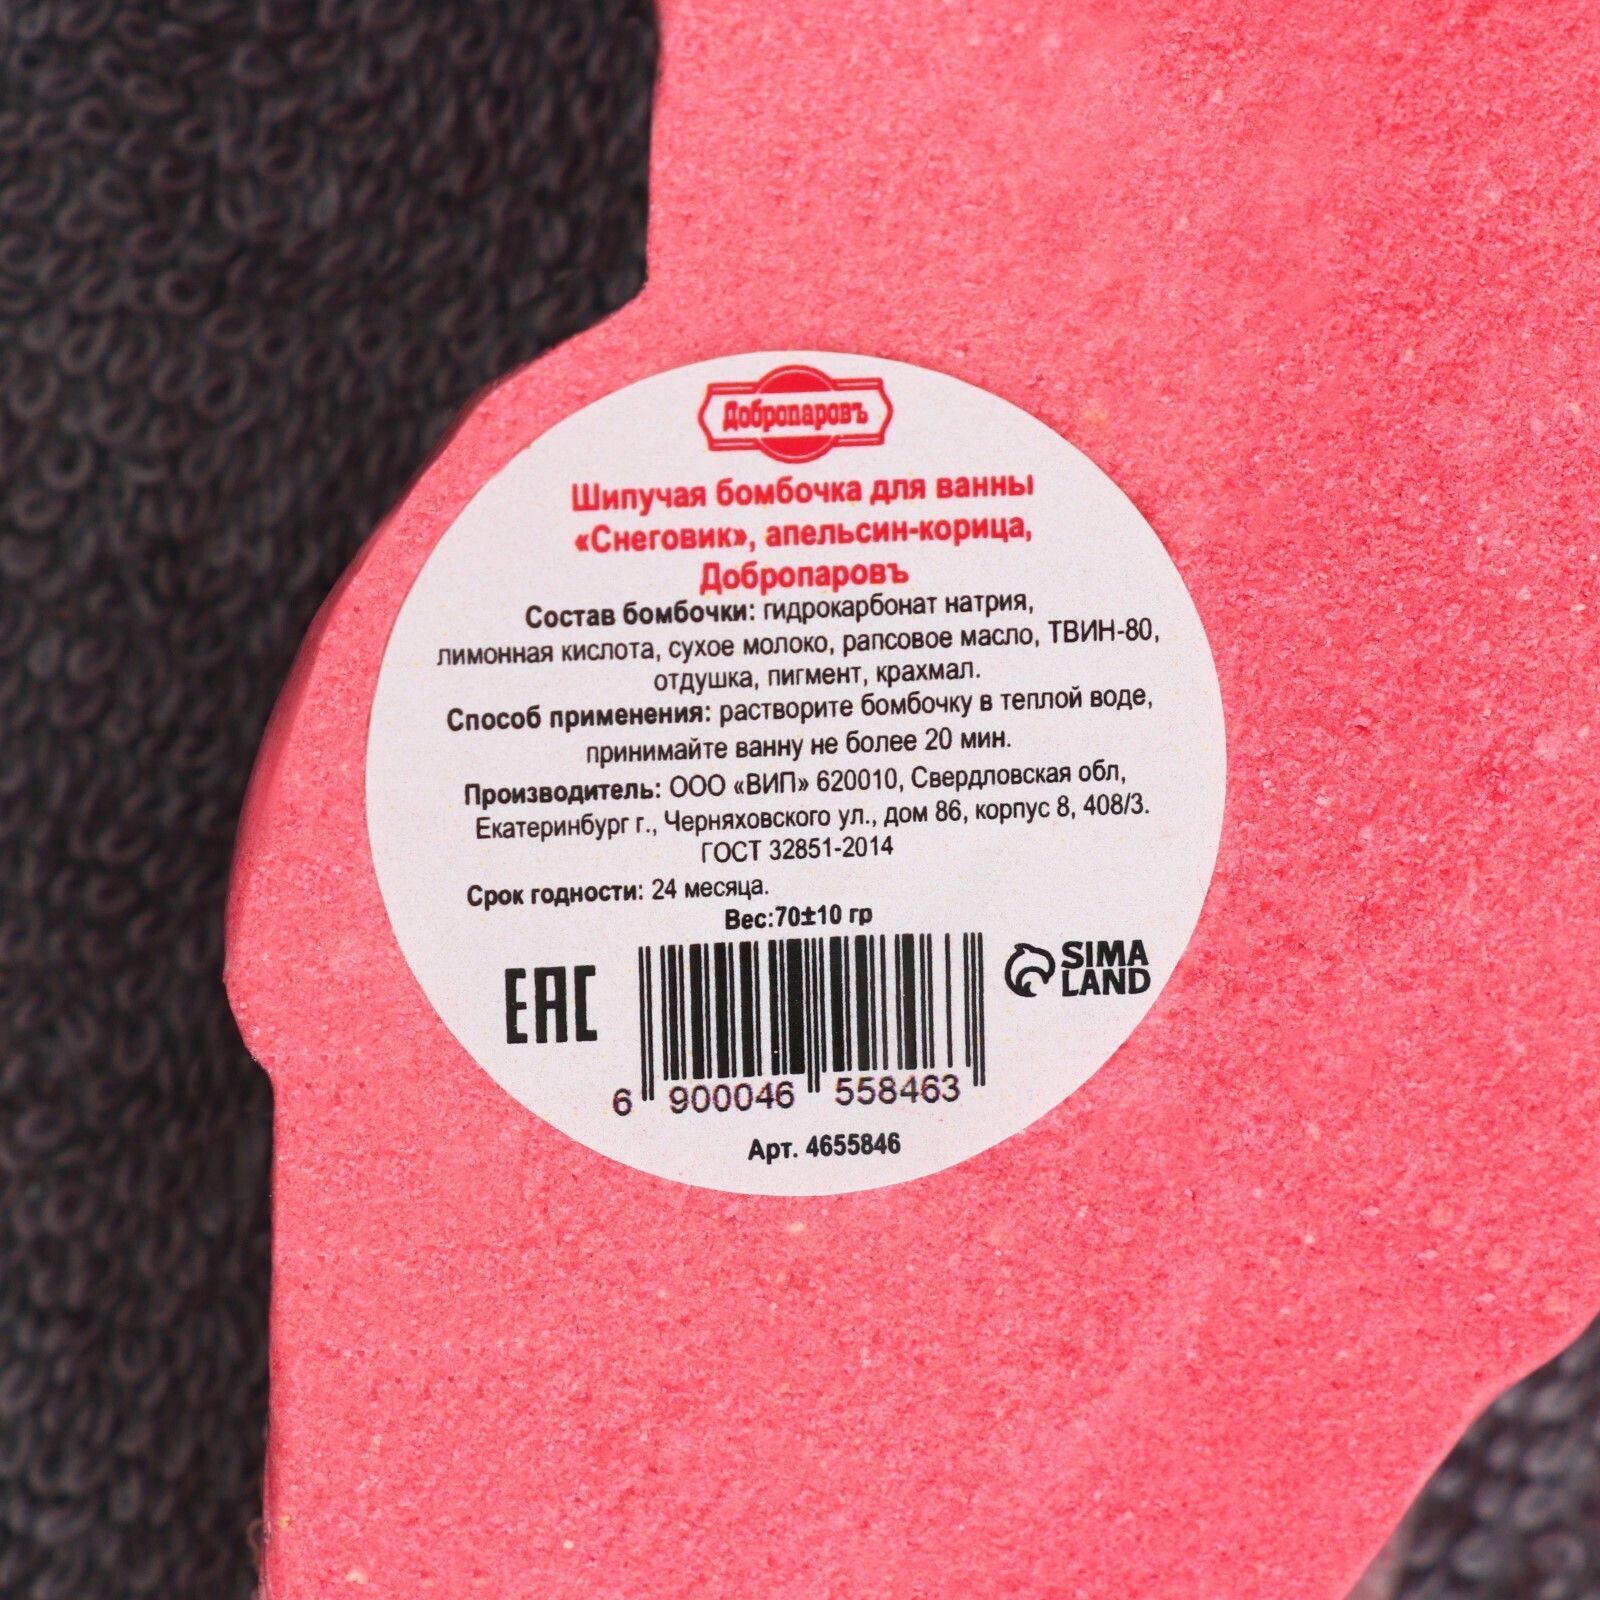 Добропаровъ
Шипучая бомбочка для ванны
«Снеговик», апельсин-корица,
Добропаровъ
Состав бомбочки: гидрокарбонат натрия,
лимонная кислота, сухое молоко, рапсовое масло, ТВИН-80,
отдушка, пигмент, крахмал.
Способ применения: растворите бомбочку в теплой воде,
принимайте ванну не более 20 мин.
Производитель: ООО «ВИП» 620010, Свердловская обл,
Екатеринбург г., Черняховского ул., дом 86, корпус 8, 408/3.
ГОСТ 32851-2014
Срок годности: 24 месяца.
Вес:70±10 гр
EAC
SIMA
LAND
6 900046 558463
Арт. 4655846